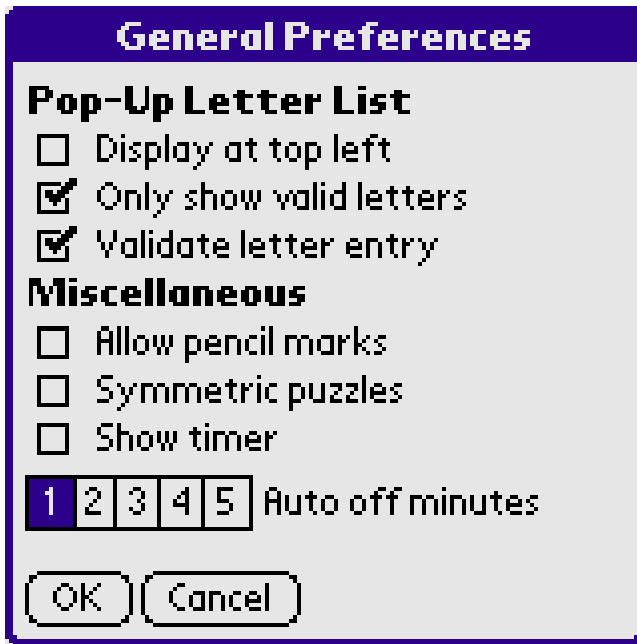 General Preferences
Pop-Up Letter List
Display at top left
Only show valid letters
Validate letter entry
Miscellaneous
Allow pencil marks
Symmetric puzzles
Show timer
1 2 3 4 5 Auto off minutes
OK Cancel